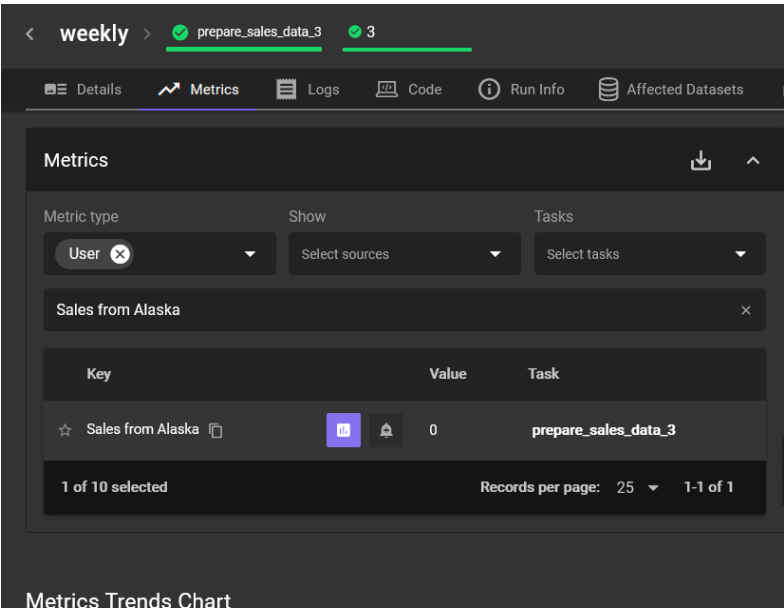 weekly > prepare_sales_data_3 3
Details Metrics Logs Code Run Info Affected Datasets
Metrics
Metric type Show Tasks
User Select sources Select tasks
Sales from Alaska
Key Value Task
Sales from Alaska 0 prepare_sales_data_3
1 of 10 selected Records per page: 25 1-1 of 1
Metrics Trends Chart